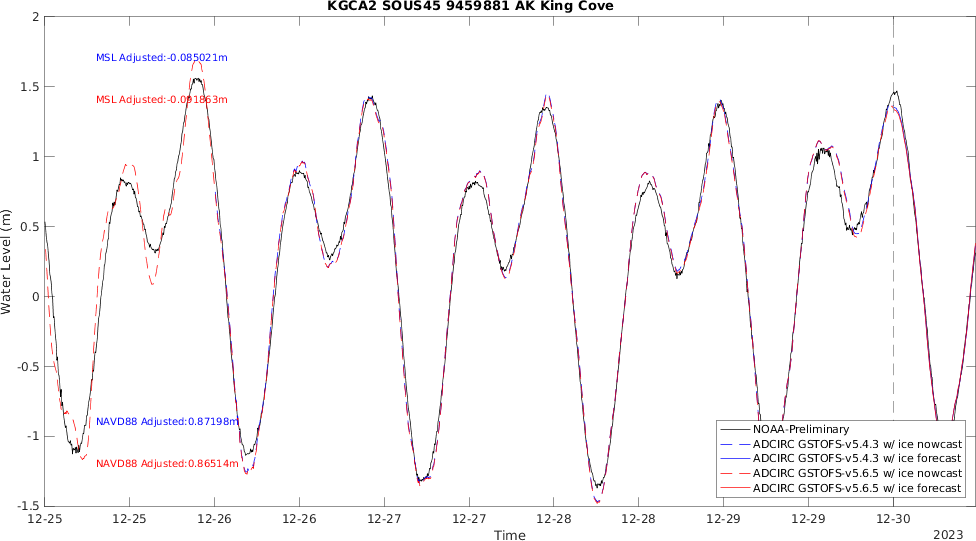 KGCA2 SOUS45 9459881 AK King Cove
Water Level (m)
2
1.5
1
0.5
0
-0.5
-1
-1.5
MSL Adjusted:-0.085021m
MSL Adjusted:-0.091863m
NAVD88 Adjusted:0.87198m
NAVD88 Adjusted:0.86514m
NOAA-Preliminary
ADCIRC GSTOFS-v5.4.3 w/ ice nowcast
ADCIRC GSTOFS-v5.4.3 w/ ice forecast
ADCIRC GSTOFS-v5.6.5 w/ ice nowcast
ADCIRC GSTOFS-v5.6.5 w/ ice forecast
12-25 12-25 12-26 12-26 12-27 12-27 12-28 12-28 12-29 12-29 12-30
Time
2023